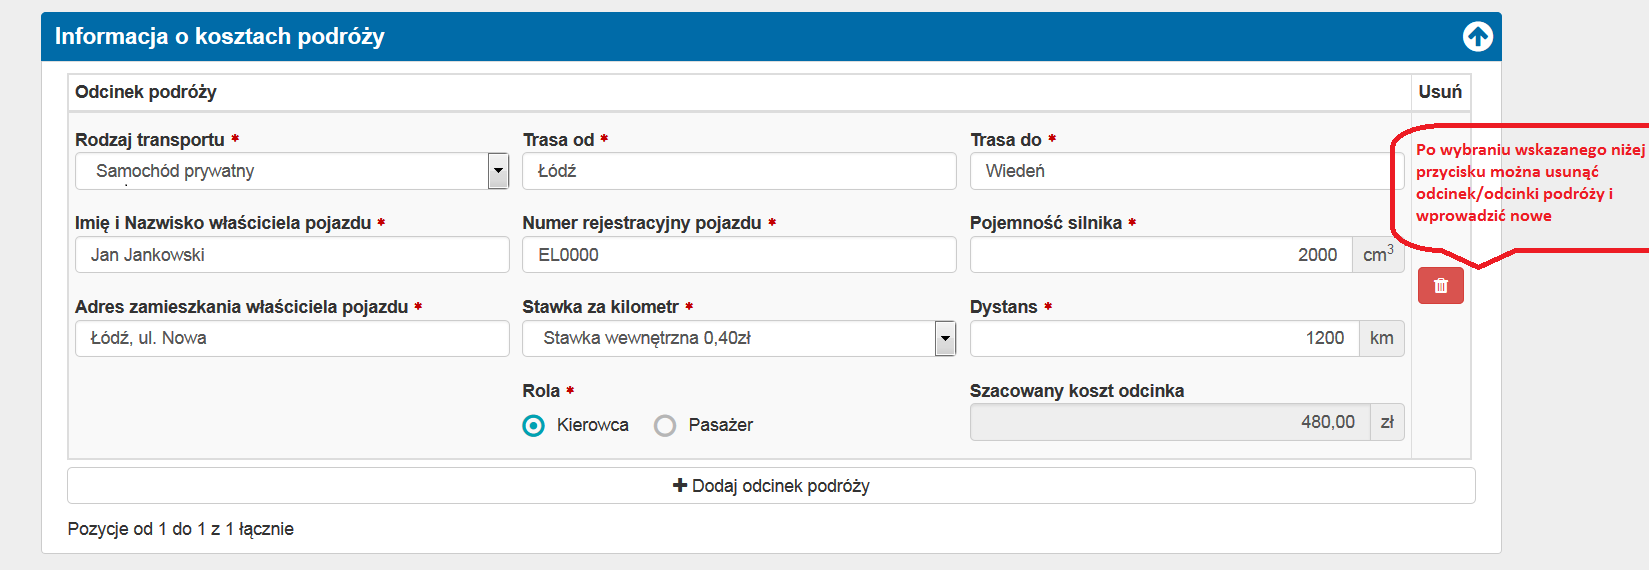 Informacja o kosztach podróży
Odcinek podróży Usuń
Rodzaj transportu * Trasa od * Trasa do *
Samochód prywatny Łódź Wiedeń
Po wybraniu wskazanego niżej
przycisku można usunąć
odcinek/odcinki podróży i
wprowadzić nowe
Imię i Nazwisko właściciela pojazdu * Numer rejestracyjny pojazdu * Pojemność silnika *
Jan Jankowski EL0000 2000 cm³
Adres zamieszkania właściciela pojazdu * Stawka za kilometr * Dystans *
Łódź, ul. Nowa Stawka wewnętrzna 0,40zł 1200 km
Rola * Szacowany koszt odcinka
Kierowca Pasażer 480,00 zł
+ Dodaj odcinek podróży
Pozycje od 1 do 1 z 1 łącznie